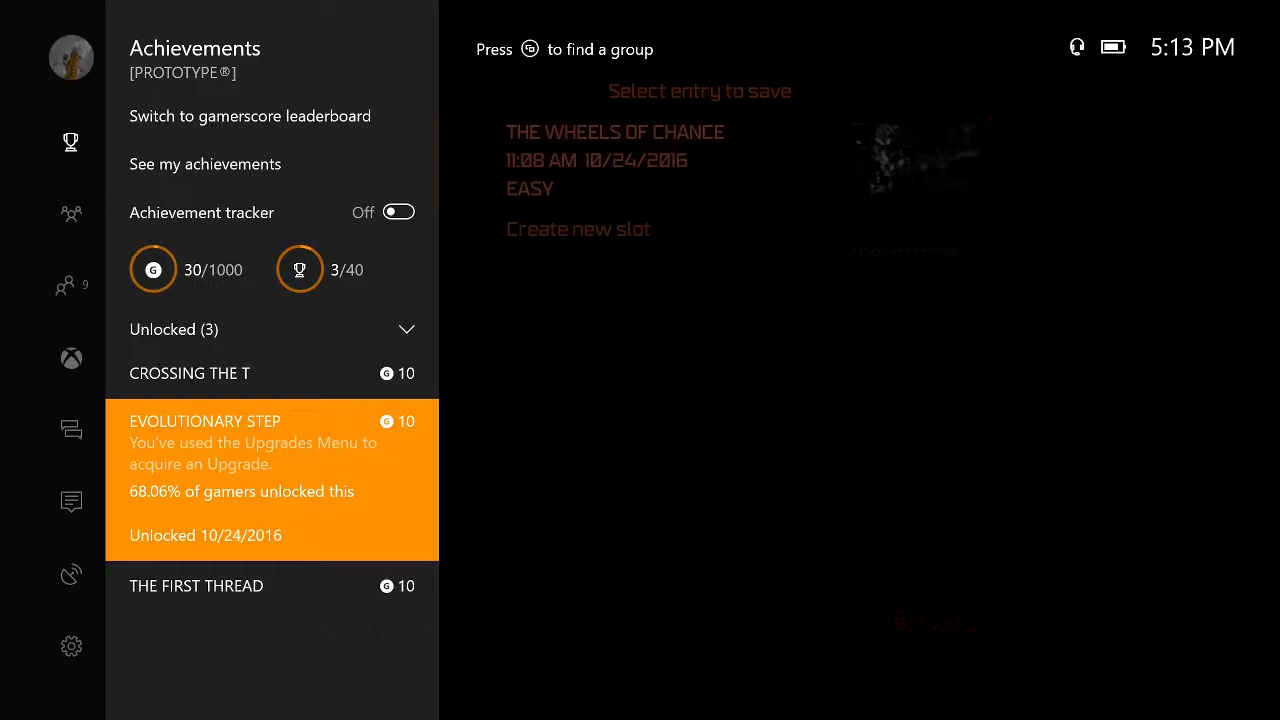 Achievements
[PROTOTYPE®]
Switch to gamerscore leaderboard
See my achievements
Achievement tracker Off
G 30/1000 3/40
Unlocked (3)
CROSSING THE T G 10
EVOLUTIONARY STEP G 10
You've used the Upgrades Menu to
acquire an Upgrade.
68.06% of gamers unlocked this
Unlocked 10/24/2016
THE FIRST THREAD G 10
9
Press to find a group
5:13 PM
Select entry to save
THE WHEELS OF CHANCE
11:08 AM 10/24/2016
EASY
Create new slot